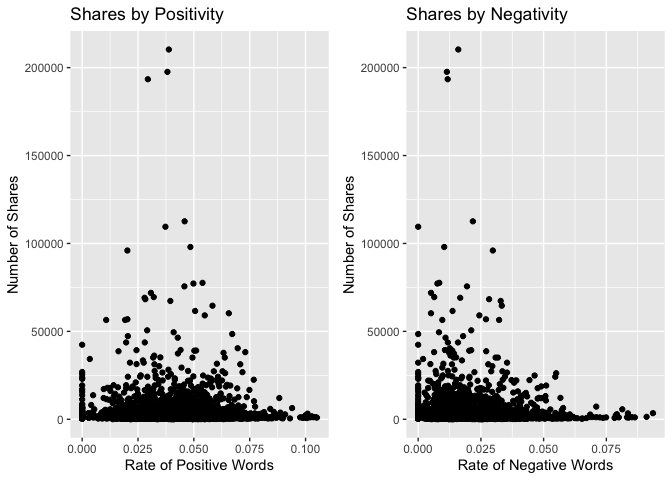 Shares by Positivity
200000
150000
100000
50000
0
Number of Shares
0.000 0.025 0.050 0.075 0.100
Rate of Positive Words
Shares by Negativity
200000
150000
100000
50000
0
Number of Shares
0.000 0.025 0.050 0.075
Rate of Negative Words